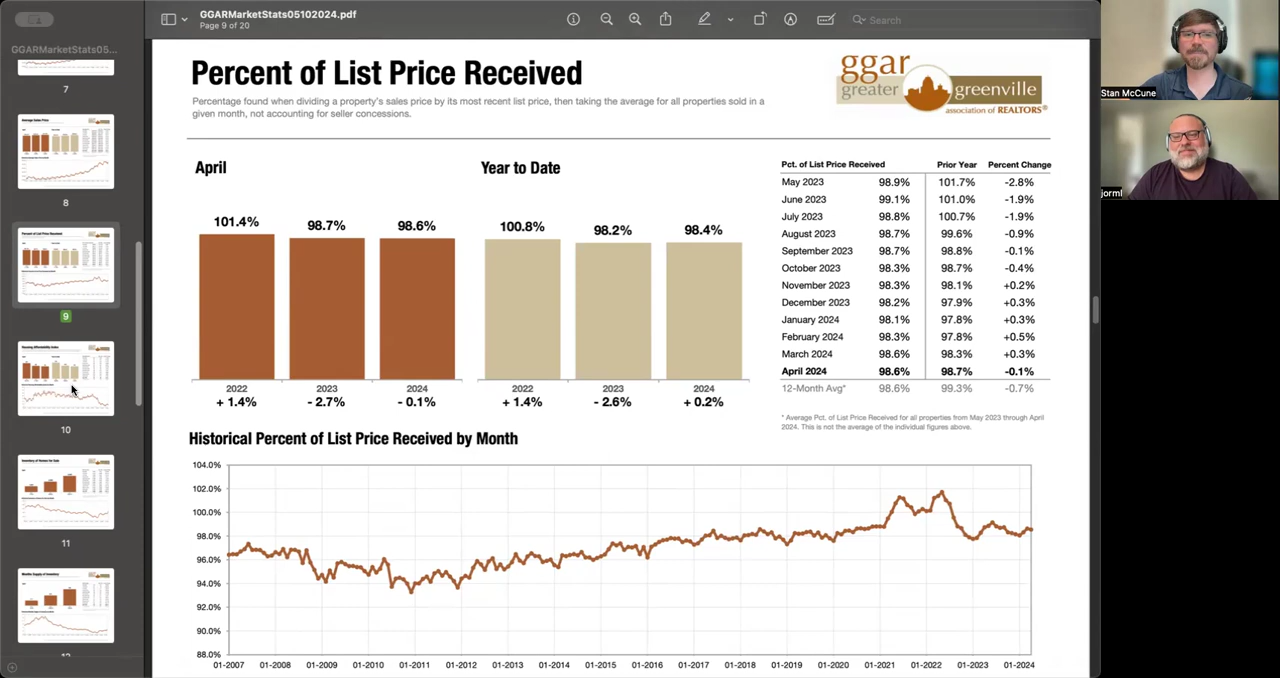 GGARMarketStats05102024.pdf
Page 9 of 20
Search
GGARMarketStats05...
7
8
9
10
11
Stan McCune
jorml
Percent of List Price Received
Percentage found when dividing a property's sales price by its most recent list price, then taking the average for all properties sold in a
given month, not accounting for seller concessions.
ggar
greater greenville
association of REALTORS®
April
101.4% 98.7% 98.6%
2022 2023 2024
+ 1.4% - 2.7% - 0.1%
Year to Date
100.8% 98.2% 98.4%
2022 2023 2024
+ 1.4% - 2.6% + 0.2%
Pct. of List Price Received Prior Year Percent Change
May 2023 98.9% 101.7% -2.8%
June 2023 99.1% 101.0% -1.9%
July 2023 98.8% 100.7% -1.9%
August 2023 98.7% 99.6% -0.9%
September 2023 98.7% 98.8% -0.1%
October 2023 98.3% 98.7% -0.4%
November 2023 98.3% 98.1% +0.2%
December 2023 98.2% 97.9% +0.3%
January 2024 98.1% 97.8% +0.3%
February 2024 98.3% 97.8% +0.5%
March 2024 98.6% 98.3% +0.3%
April 2024 98.6% 98.7% -0.1%
12-Month Avg* 98.6% 99.3% -0.7%
* Average Pct. of List Price Received for all properties from May 2023 through April
2024. This is not the average of the individual figures above.
Historical Percent of List Price Received by Month
104.0%
102.0%
100.0%
98.0%
96.0%
94.0%
92.0%
90.0%
88.0%
01-2007 01-2008 01-2009 01-2010 01-2011 01-2012 01-2013 01-2014 01-2015 01-2016 01-2017 01-2018 01-2019 01-2020 01-2021 01-2022 01-2023 01-2024